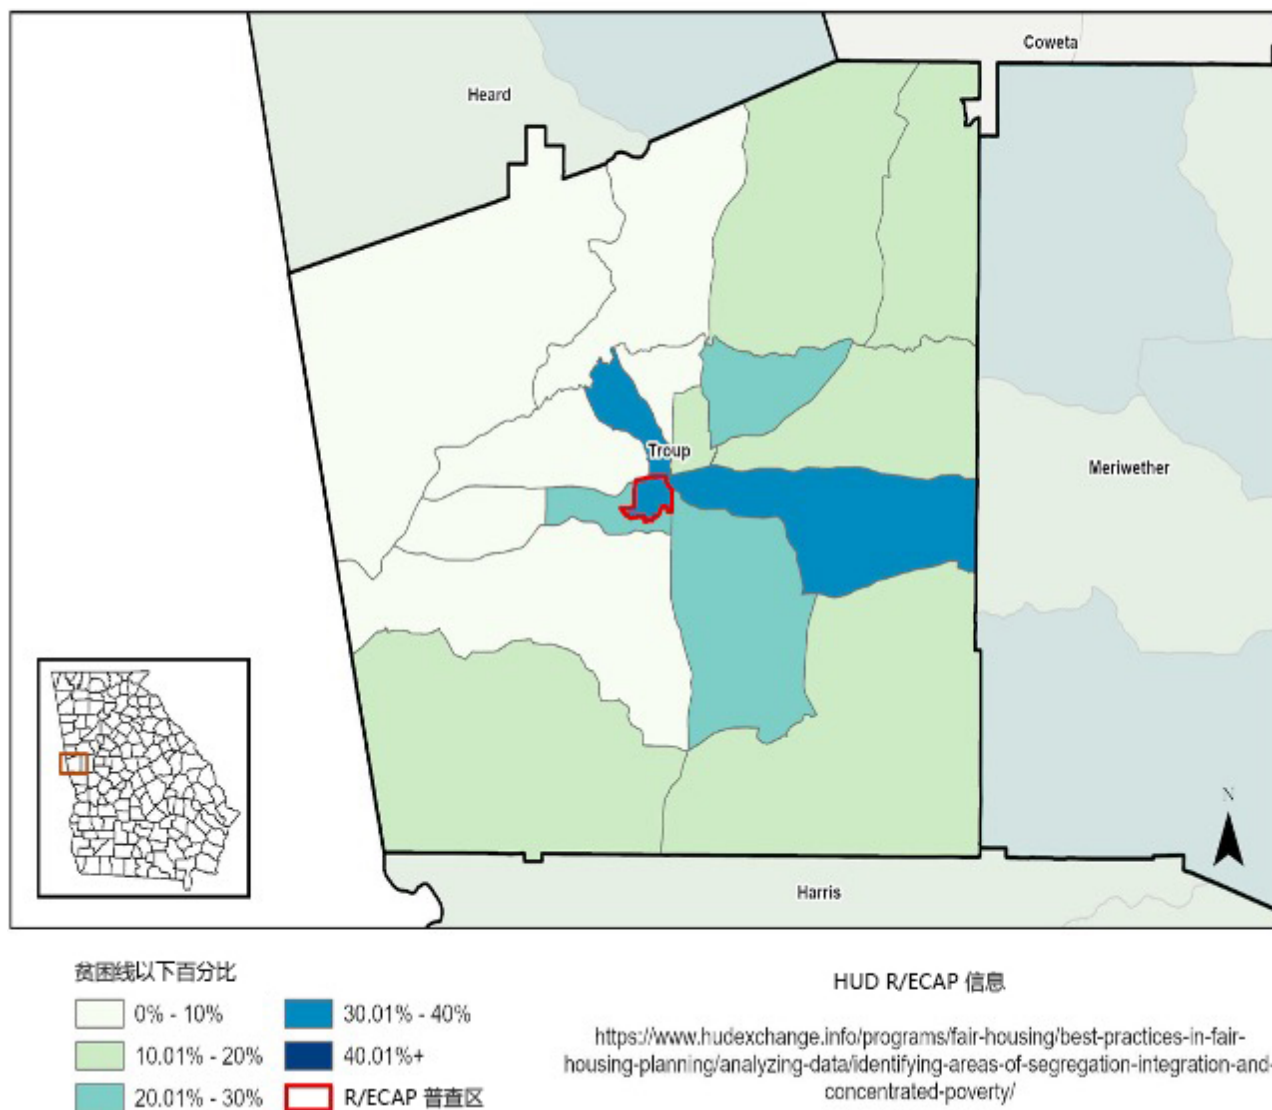 Coweta
Heard
Troup
Meriwether
N
Harris
贫困线以下百分比
0% - 10%
10.01% - 20%
20.01% - 30%
30.01% - 40%
40.01%+
R/ECAP 普查区
HUD R/ECAP 信息
https://www.hudexchange.info/programs/fair-housing/best-practices-in-fair-
housing-planning/analyzing-data/identifying-areas-of-segregation-integration-and-
concentrated-poverty/